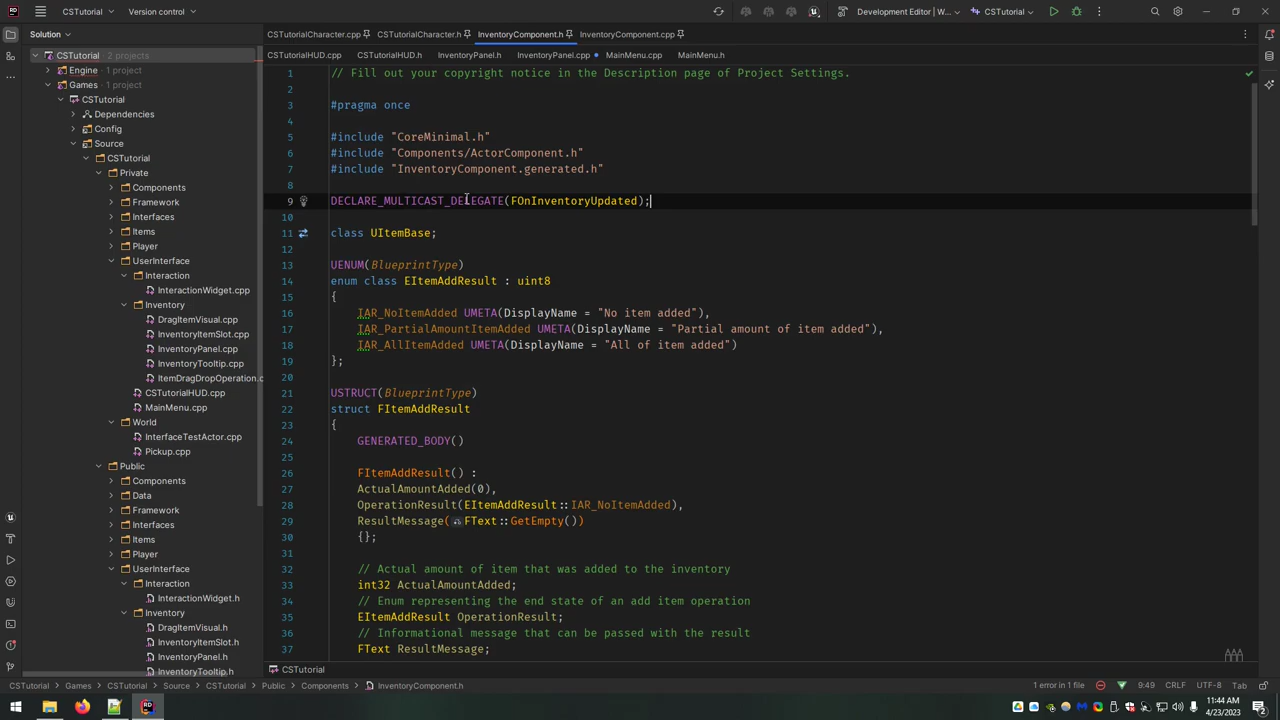 CSTutorial
Version control
Development Editor | W...
CSTutorial
Solution
CSTutorialCharacter.cpp
CSTutorialCharacter.h
InventoryComponent.h
InventoryComponent.cpp
CSTutorialHUD.cpp
CSTutorialHUD.h
InventoryPanel.h
InventoryPanel.cpp
MainMenu.cpp
MainMenu.h
CSTutorial 2 projects
Engine 1 project
Games 1 project
CSTutorial
Dependencies
Config
Source
CSTutorial
Private
Components
Framework
Interfaces
Items
Player
UserInterface
Interaction
InteractionWidget.cpp
Inventory
DragItemVisual.cpp
InventoryItemSlot.cpp
InventoryPanel.cpp
InventoryTooltip.cpp
ItemDragDropOperation.c
CSTutorialHUD.cpp
MainMenu.cpp
World
InterfaceTestActor.cpp
Pickup.cpp
Public
Components
Data
Framework
Interfaces
Items
Player
UserInterface
Interaction
InteractionWidget.h
Inventory
DragItemVisual.h
InventoryItemSlot.h
InventoryPanel.h
InventoryTooltip.h
1 // Fill out your copyright notice in the Description page of Project Settings.
2
3 #pragma once
4
5 #include "CoreMinimal.h"
6 #include "Components/ActorComponent.h"
7 #include "InventoryComponent.generated.h"
8
9 DECLARE_MULTICAST_DELEGATE(FOnInventoryUpdated);
10
11 class UItemBase;
12
13 UENUM(BlueprintType)
14 enum class EItemAddResult : uint8
15 {
16 IAR_NoItemAdded UMETA(DisplayName = "No item added"),
17 IAR_PartialAmountItemAdded UMETA(DisplayName = "Partial amount of item added"),
18 IAR_AllItemAdded UMETA(DisplayName = "All of item added")
19 };
20
21 USTRUCT(BlueprintType)
22 struct FItemAddResult
23 {
24 GENERATED_BODY()
25
26 FItemAddResult() :
27 ActualAmountAdded(0),
28 OperationResult(EItemAddResult::IAR_NoItemAdded),
29 ResultMessage(FText::GetEmpty())
30 {};
31
32 // Actual amount of item that was added to the inventory
33 int32 ActualAmountAdded;
34 // Enum representing the end state of an add item operation
35 EItemAddResult OperationResult;
36 // Informational message that can be passed with the result
37 FText ResultMessage;
CSTutorial
CSTutorial
Games
CSTutorial
Source
CSTutorial
Public
Components
InventoryComponent.h
1 error in 1 file
9:49
CRLF
UTF-8
Tab
11:44 AM
4/23/2023